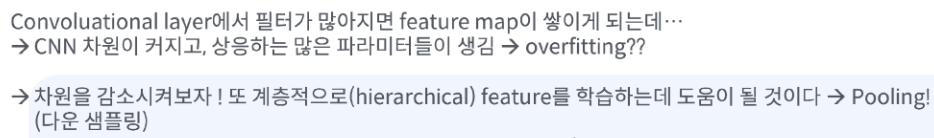 Convoluational layer에서 필터가 많아지면 feature map이 쌓이게 되는데…
→ CNN 차원이 커지고, 상응하는 많은 파라미터들이 생김 → overfitting??
→ 차원을 감소시켜보자 ! 또 계층적으로(hierarchical) feature를 학습하는데 도움이 될 것이다 → Pooling!
(다운 샘플링)